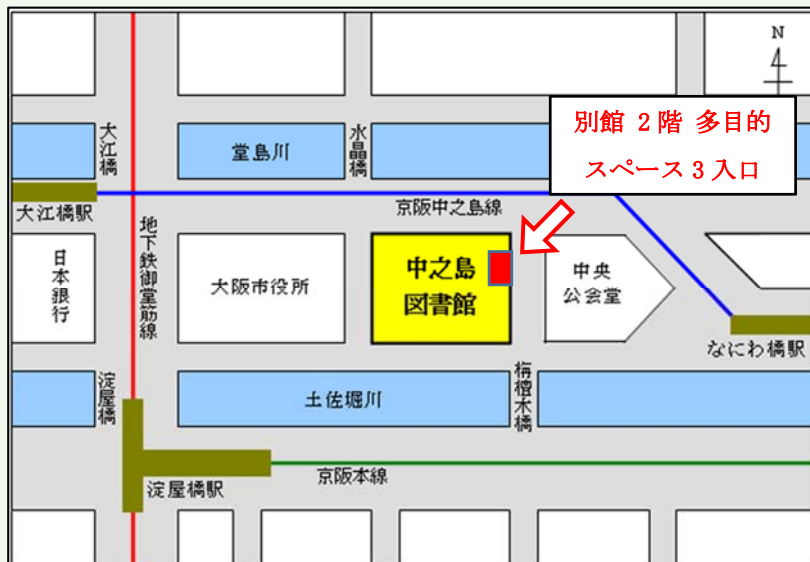 N
別館 2階 多目的
スペース3入口
大江橋
堂島川
水晶橋
大江橋駅
京阪中之島線
地下鉄御堂筋線
日本銀行
大阪市役所
中之島
図書館
中央
公会堂
なにわ橋駅
淀屋橋
土佐堀川
栴檀木橋
淀屋橋駅
京阪本線